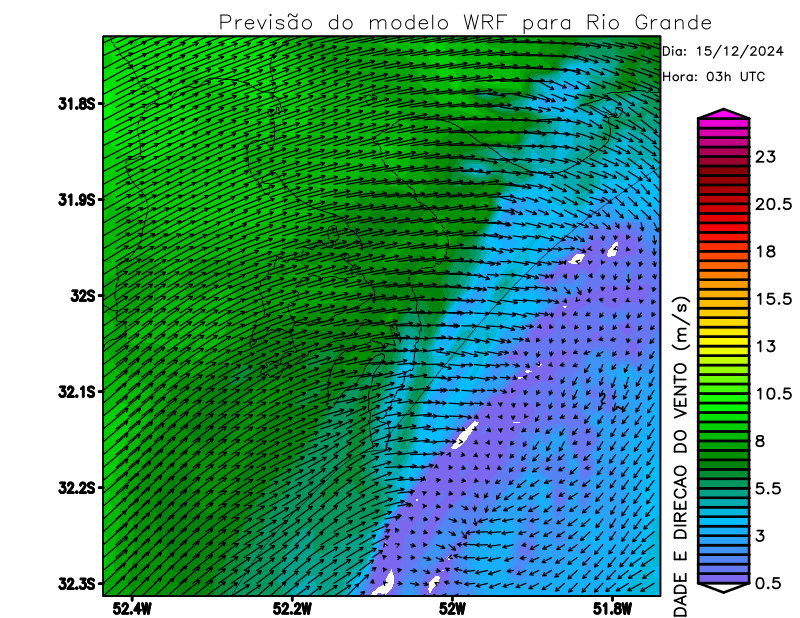 Previsão do modelo WRF para Rio Grande
Dia: 15/12/2024
Hora: 03h UTC
31.8S
31.9S
32S
32.1S
32.2S
32.3S
52.4W
52.2W
52W
51.8W
23
20.5
18
15.5
13
10.5
8
5.5
3
0.5
DADE E DIRECAO DO VENTO (m/s)